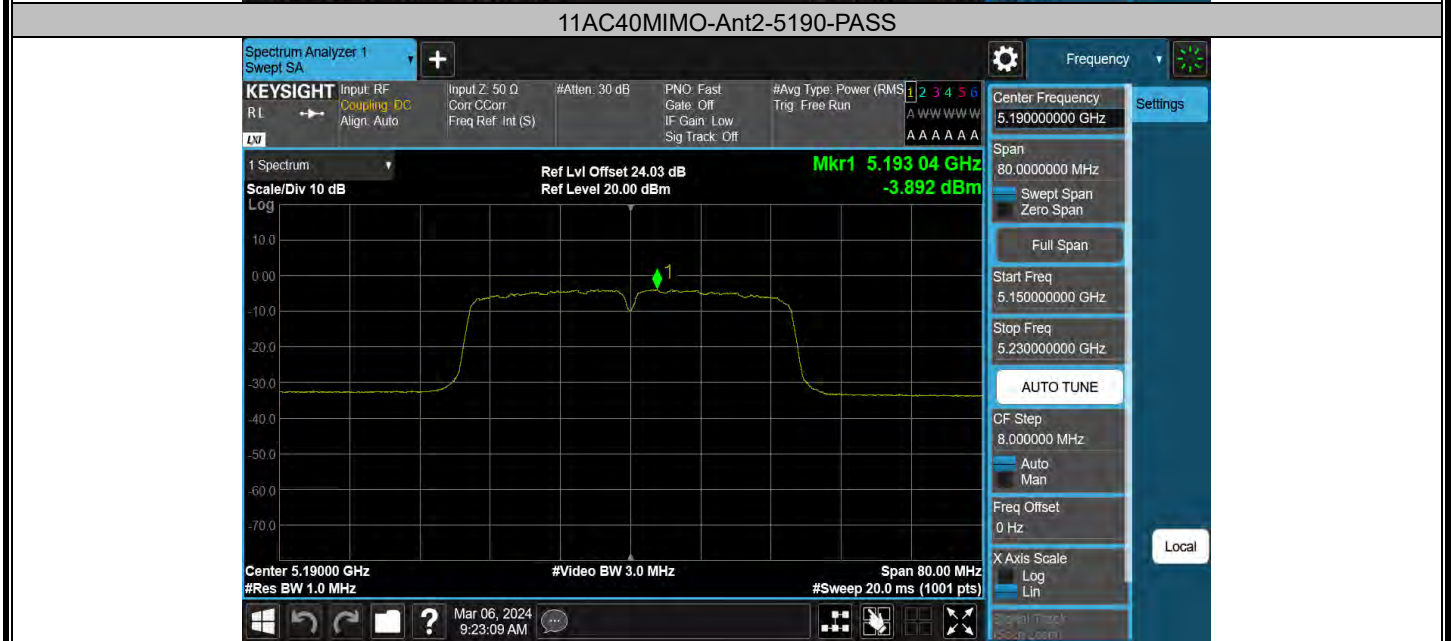 11AC40MIMO-Ant2-5190-PASS
Spectrum Analyzer 1
Swept SA
+
Frequency
KEYSIGHT
RL
LXI
Input: RF
Coupling: DC
Align: Auto
Input Z: 50 Ω
Corr CCorr
Freq Ref: Int (S)
#Atten: 30 dB
PNO: Fast
Gate: Off
IF Gain: Low
Sig Track: Off
#Avg Type: Power (RMS
Trig: Free Run
1 2 3 4 5 6
A W W W W W
A A A A A A
1 Spectrum
Scale/Div 10 dB
Log
Ref Lvl Offset 24.03 dB
Ref Level 20.00 dBm
Mkr1 5.193 04 GHz
-3.892 dBm
10.0
0.00
-10.0
-20.0
-30.0
-40.0
-50.0
-60.0
-70.0
1
Center 5.19000 GHz
#Res BW 1.0 MHz
#Video BW 3.0 MHz
Span 80.00 MHz
#Sweep 20.0 ms (1001 pts)
Center Frequency
5.190000000 GHz
Settings
Span
80.0000000 MHz
Swept Span
Zero Span
Full Span
Start Freq
5.150000000 GHz
Stop Freq
5.230000000 GHz
AUTO TUNE
CF Step
8.000000 MHz
Auto
Man
Freq Offset
0 Hz
X Axis Scale
Log
Lin
Local
Signal Track
(Span Zoom)
?
Mar 06, 2024
9:23:09 AM